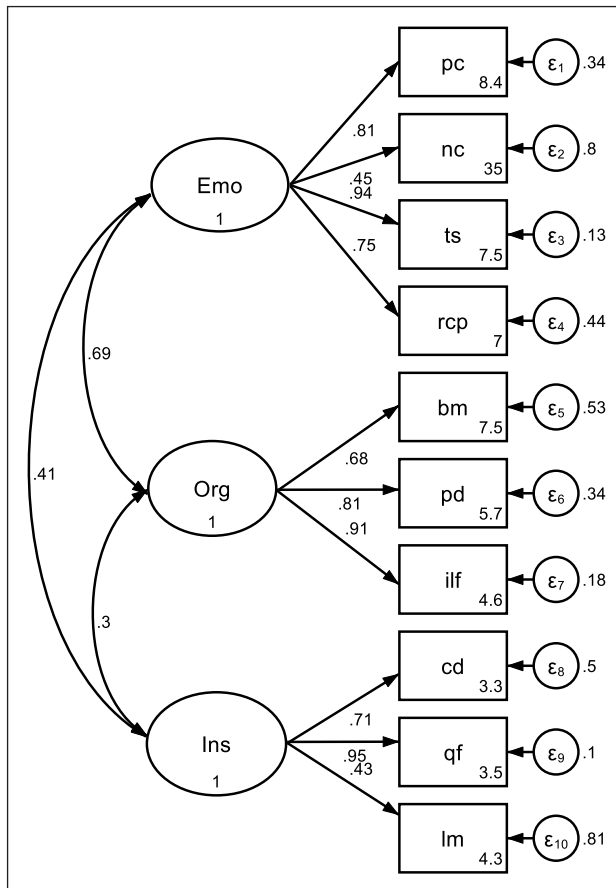 pc
8.4
ε1
.34
.81
nc
35
ε2
.8
Emo
1
.45
.94
ts
7.5
ε3
.13
.75
rcp
7
ε4
.44
.69
bm
7.5
ε5
.53
.68
.41
Org
1
.81
pd
5.7
ε6
.34
.91
ilf
4.6
ε7
.18
.3
cd
3.3
ε8
.5
.71
Ins
1
.95
.43
qf
3.5
ε9
.1
lm
4.3
ε10
.81